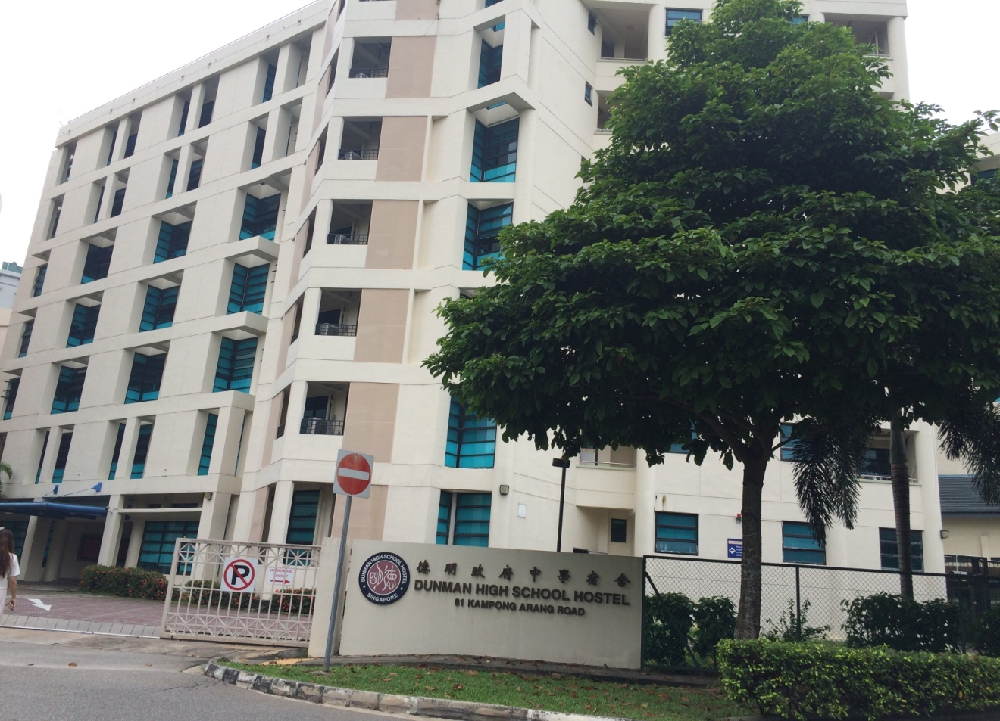 DUNMAN HIGH SCHOOL HOSTEL
SINGAPORE
德明政府中學宿舍
DUNMAN HIGH SCHOOL HOSTEL
61 KAMPONG ARANG ROAD